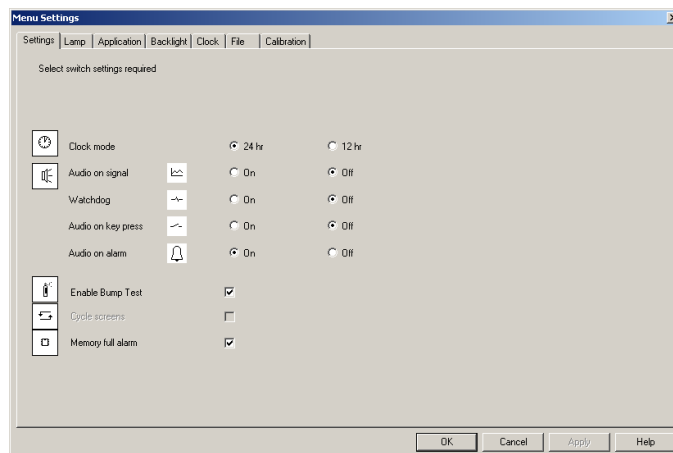 Menu Settings
Settings Lamp Application Backlight Clock File Calibration
Select switch settings required
Clock mode 24 hr 12 hr
Audio on signal On Off
Watchdog On Off
Audio on key press On Off
Audio on alarm On Off
Enable Bump Test
Cycle screens
Memory full alarm
OK Cancel Apply Help